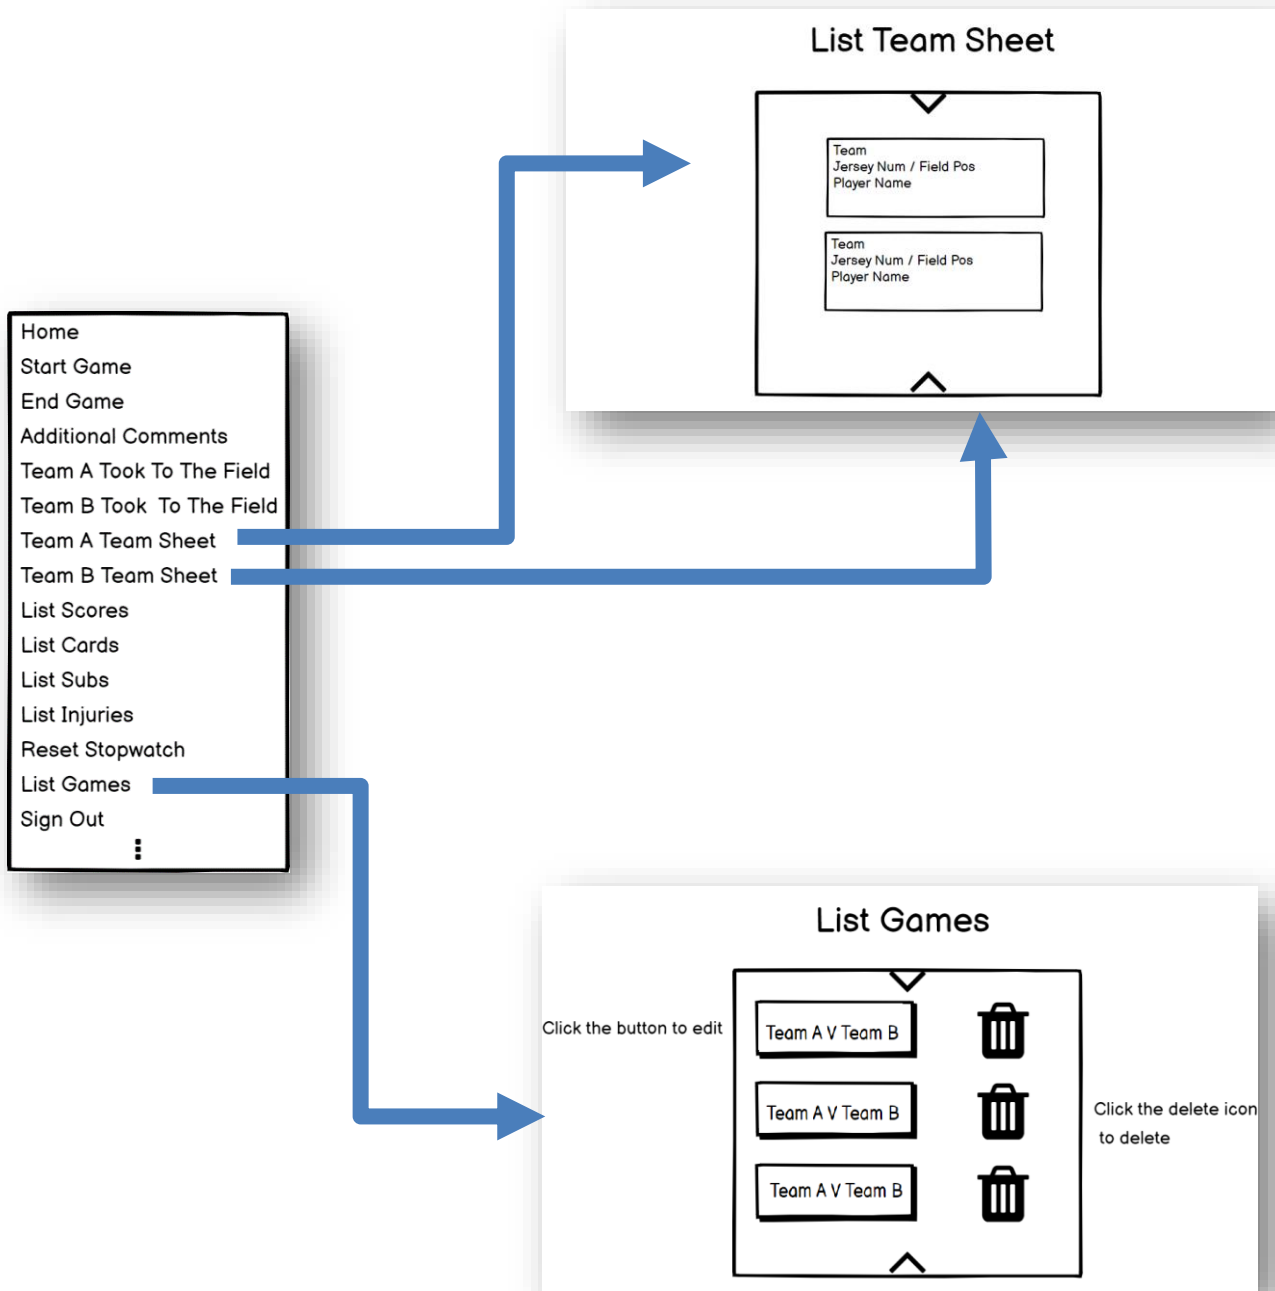 List Team Sheet
Team
Jersey Num / Field Pos
Player Name
Team
Jersey Num / Field Pos
Player Name
Home
Start Game
End Game
Additional Comments
Team A Took To The Field
Team B Took To The Field
Team A Team Sheet
Team B Team Sheet
List Scores
List Cards
List Subs
List Injuries
Reset Stopwatch
List Games
Sign Out
List Games
Click the button to edit
Team A V Team B
Team A V Team B
Click the delete icon
to delete
Team A V Team B